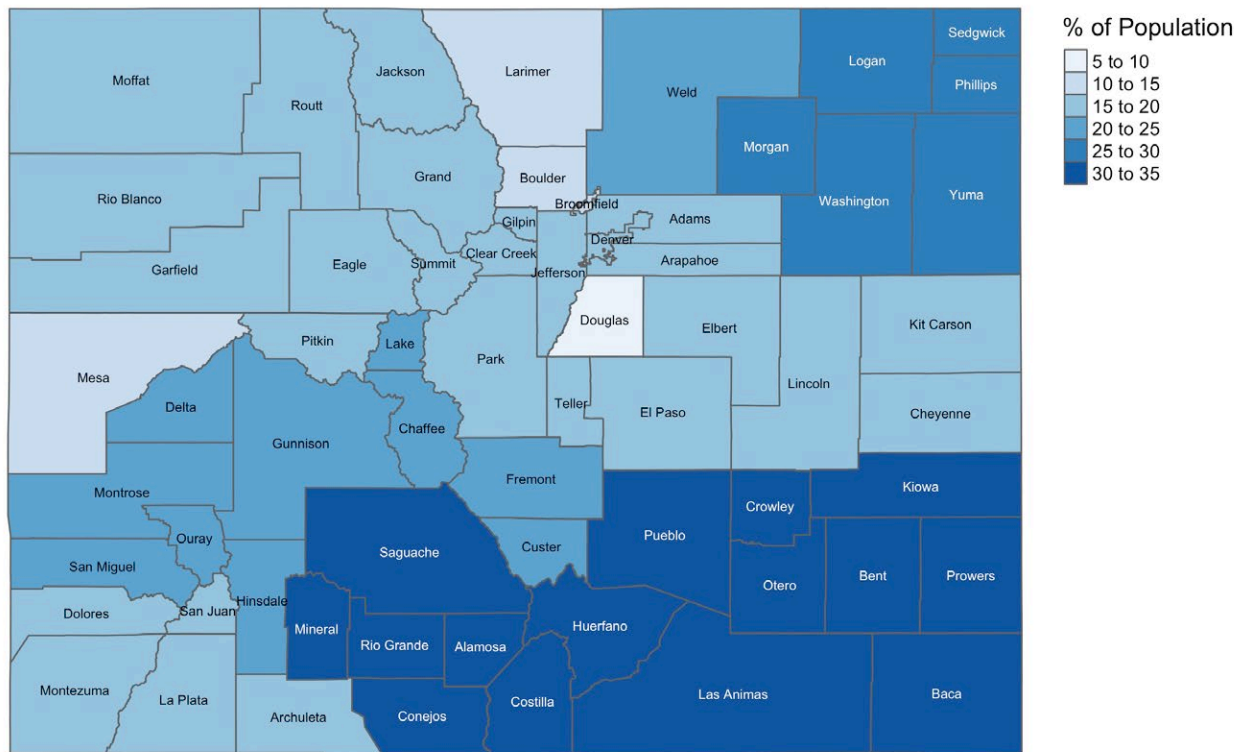 % of Population
5 to 10
10 to 15
15 to 20
20 to 25
25 to 30
30 to 35
Moffat
Routt
Jackson
Larimer
Weld
Logan
Sedgwick
Phillips
Morgan
Rio Blanco
Grand
Boulder
Washington
Yuma
Broomfield
Gilpin
Adams
Denver
Clear Creek
Arapahoe
Garfield
Eagle
Summit
Jefferson
Douglas
Elbert
Kit Carson
Pitkin
Lake
Park
Mesa
Lincoln
Delta
Teller
El Paso
Cheyenne
Gunnison
Chaffee
Montrose
Fremont
Kiowa
Crowley
Ouray
Saguache
Custer
Pueblo
San Miguel
Otero
Bent
Prowers
Hinsdale
Dolores
San Juan
Mineral
Rio Grande
Alamosa
Huerfano
Montezuma
La Plata
Archuleta
Conejos
Costilla
Las Animas
Baca